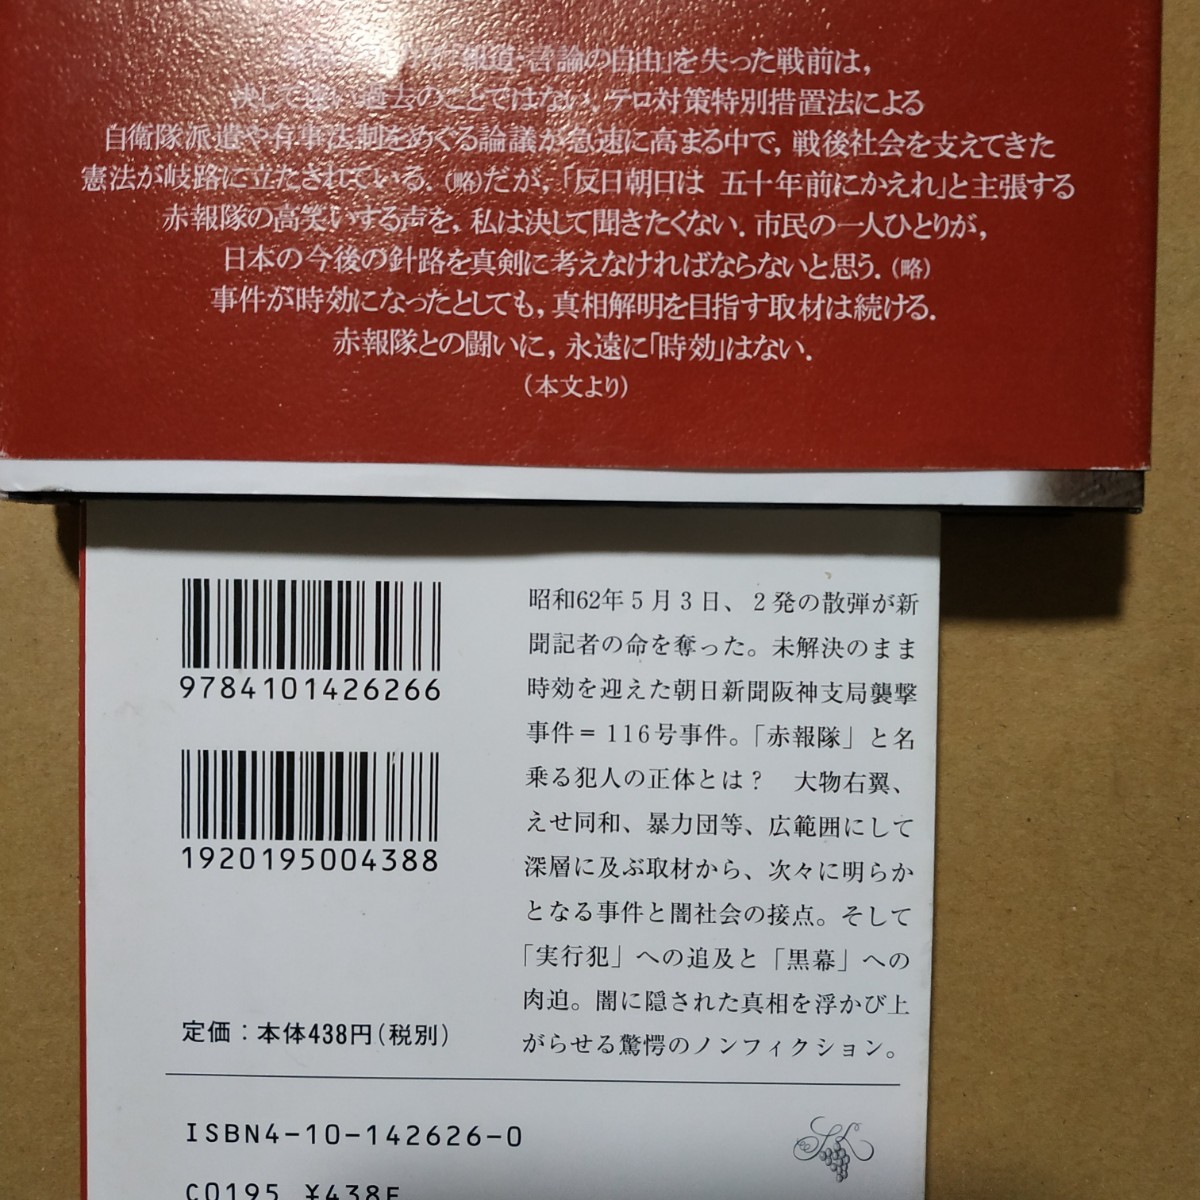 報道・言論の自由」を失った戦前は,
決して遠い過去のことではない. テロ対策特別措置法による
自衛隊派遣や有事法制をめぐる論議が急速に高まる中で, 戦後社会を支えてきた
憲法が岐路に立たされている. (略)だが,「反日朝日は 五十年前にかえれ」と主張する
赤報隊の高笑いする声を, 私は決して聞きたくない. 市民の一人ひとりが,
日本の今後の針路を真剣に考えなければならないと思う. (略)
事件が時効になったとしても, 真相解明を目指す取材は続ける.
赤報隊との闘いに, 永遠に「時効」はない.
(本文より)
9784101426266
1920195004388
定価:本体438円(税別)
昭和62年5月3日、2発の散弾が新
聞記者の命を奪った。未解決のまま
時効を迎えた朝日新聞阪神支局襲撃
事件=116号事件。「赤報隊」と名
乗る犯人の正体とは? 大物右翼、
えせ同和、暴力団等、広範囲にして
深層に及ぶ取材から、次々に明らか
となる事件と闇社会の接点。そして
「実行犯」への追及と「黒幕」への
肉迫。闇に隠された真相を浮かび上
がらせる驚愕のノンフィクション。
ISBN4-10-142626-0
C0195 ¥438E